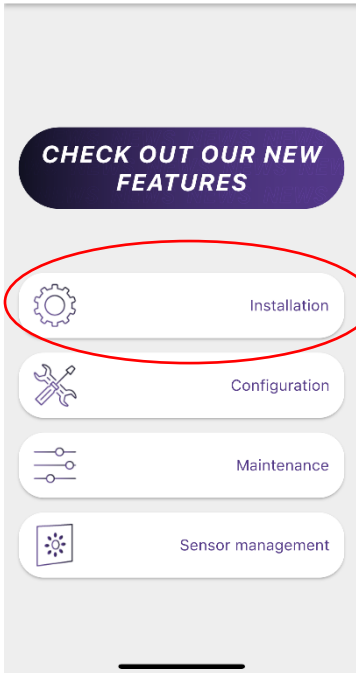 CHECK OUT OUR NEW
FEATURES
Installation
Configuration
Maintenance
Sensor management